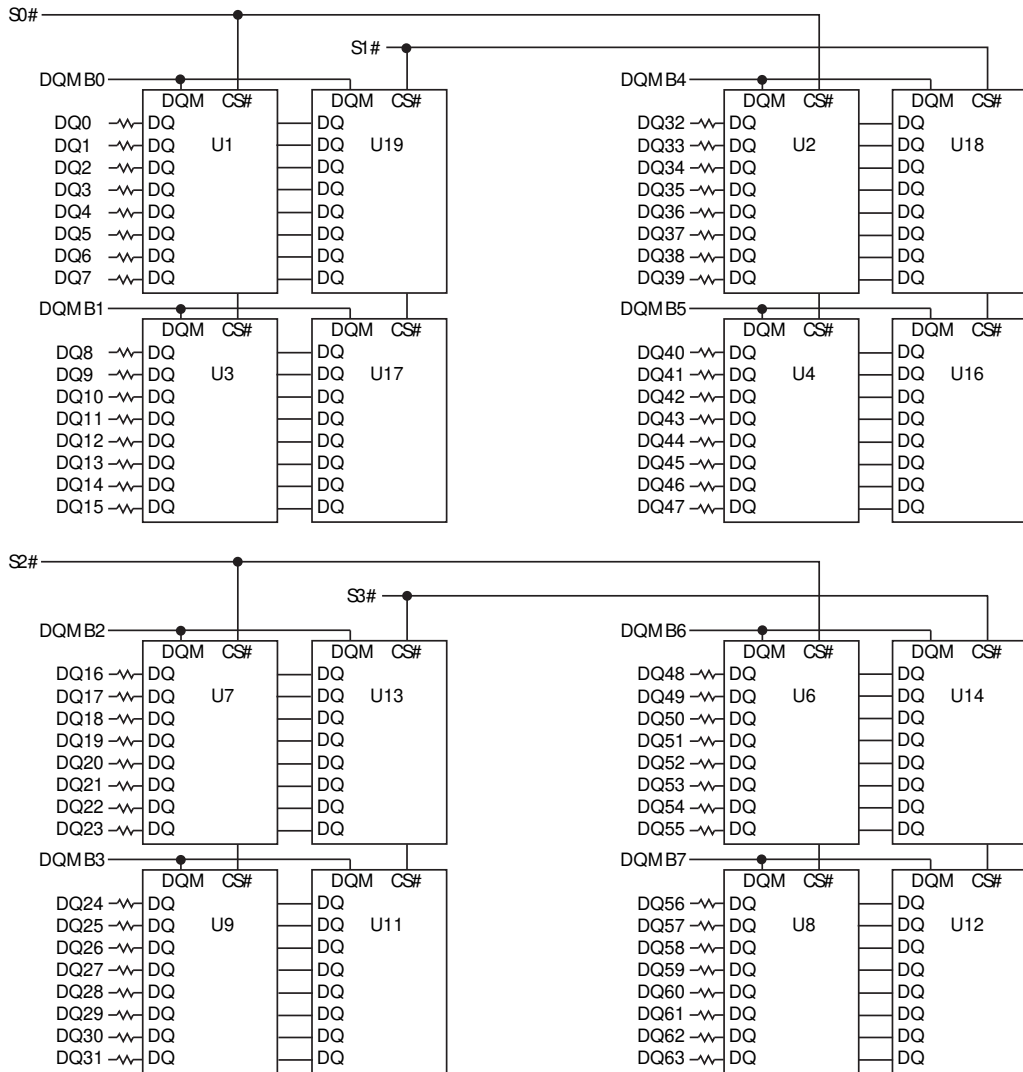 S0#
S1#
DQMB0 DQMB4
DQM CS# DQM CS# DQM CS# DQM CS#
DQ0 DQ DQ DQ32 DQ DQ
DQ1 DQ U1 DQ U19 DQ33 DQ U2 DQ U18
DQ2 DQ DQ DQ34 DQ DQ
DQ3 DQ DQ DQ35 DQ DQ
DQ4 DQ DQ DQ36 DQ DQ
DQ5 DQ DQ DQ37 DQ DQ
DQ6 DQ DQ DQ38 DQ DQ
DQ7 DQ DQ DQ39 DQ DQ
DQMB1 DQMB5
DQM CS# DQM CS# DQM CS# DQM CS#
DQ8 DQ DQ DQ40 DQ DQ
DQ9 DQ U3 DQ U17 DQ41 DQ U4 DQ U16
DQ10 DQ DQ DQ42 DQ DQ
DQ11 DQ DQ DQ43 DQ DQ
DQ12 DQ DQ DQ44 DQ DQ
DQ13 DQ DQ DQ45 DQ DQ
DQ14 DQ DQ DQ46 DQ DQ
DQ15 DQ DQ DQ47 DQ DQ
S2#
S3#
DQMB2 DQMB6
DQM CS# DQM CS# DQM CS# DQM CS#
DQ16 DQ DQ DQ48 DQ DQ
DQ17 DQ U7 DQ U13 DQ49 DQ U6 DQ U14
DQ18 DQ DQ DQ50 DQ DQ
DQ19 DQ DQ DQ51 DQ DQ
DQ20 DQ DQ DQ52 DQ DQ
DQ21 DQ DQ DQ53 DQ DQ
DQ22 DQ DQ DQ54 DQ DQ
DQ23 DQ DQ DQ55 DQ DQ
DQMB3 DQMB7
DQM CS# DQM CS# DQM CS# DQM CS#
DQ24 DQ DQ DQ56 DQ DQ
DQ25 DQ U9 DQ U11 DQ57 DQ U8 DQ U12
DQ26 DQ DQ DQ58 DQ DQ
DQ27 DQ DQ DQ59 DQ DQ
DQ28 DQ DQ DQ60 DQ DQ
DQ29 DQ DQ DQ61 DQ DQ
DQ30 DQ DQ DQ62 DQ DQ
DQ31 DQ DQ DQ63 DQ DQ